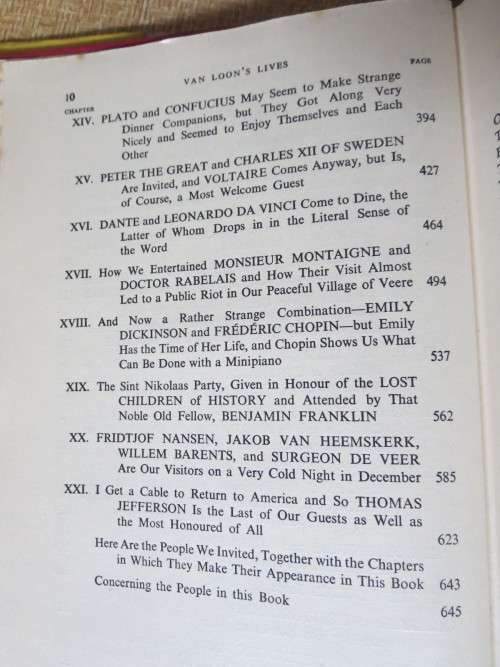 10
VAN LOON'S LIVES
CHAPTER
PAGE
XIV. PLATO and CONFUCIUS May Seem to Make Strange
Dinner Companions, but They Got Along Very
Nicely and Seemed to Enjoy Themselves and Each
Other 394
XV. PETER THE GREAT and CHARLES XII OF SWEDEN
Are Invited, and VOLTAIRE Comes Anyway, but Is,
of Course, a Most Welcome Guest 427
XVI. DANTE and LEONARDO DA VINCI Come to Dine, the
Latter of Whom Drops in in the Literal Sense of
the Word 464
XVII. How We Entertained MONSIEUR MONTAIGNE and
DOCTOR RABELAIS and How Their Visit Almost
Led to a Public Riot in Our Peaceful Village of Veere 494
XVIII. And Now a Rather Strange Combination—EMILY
DICKINSON and FRÉDÉRIC CHOPIN—but Emily
Has the Time of Her Life, and Chopin Shows Us What
Can Be Done with a Minipiano 537
XIX. The Sint Nikolaas Party, Given in Honour of the LOST
CHILDREN of HISTORY and Attended by That
Noble Old Fellow, BENJAMIN FRANKLIN 562
XX. FRIDTJOF NANSEN, JAKOB VAN HEEMSKERK,
WILLEM BARENTS, and SURGEON DE VEER
Are Our Visitors on a Very Cold Night in December 585
XXI. I Get a Cable to Return to America and So THOMAS
JEFFERSON Is the Last of Our Guests as Well as
the Most Honoured of All 623
Here Are the People We Invited, Together with the Chapters
in Which They Make Their Appearance in This Book 643
Concerning the People in this Book 645